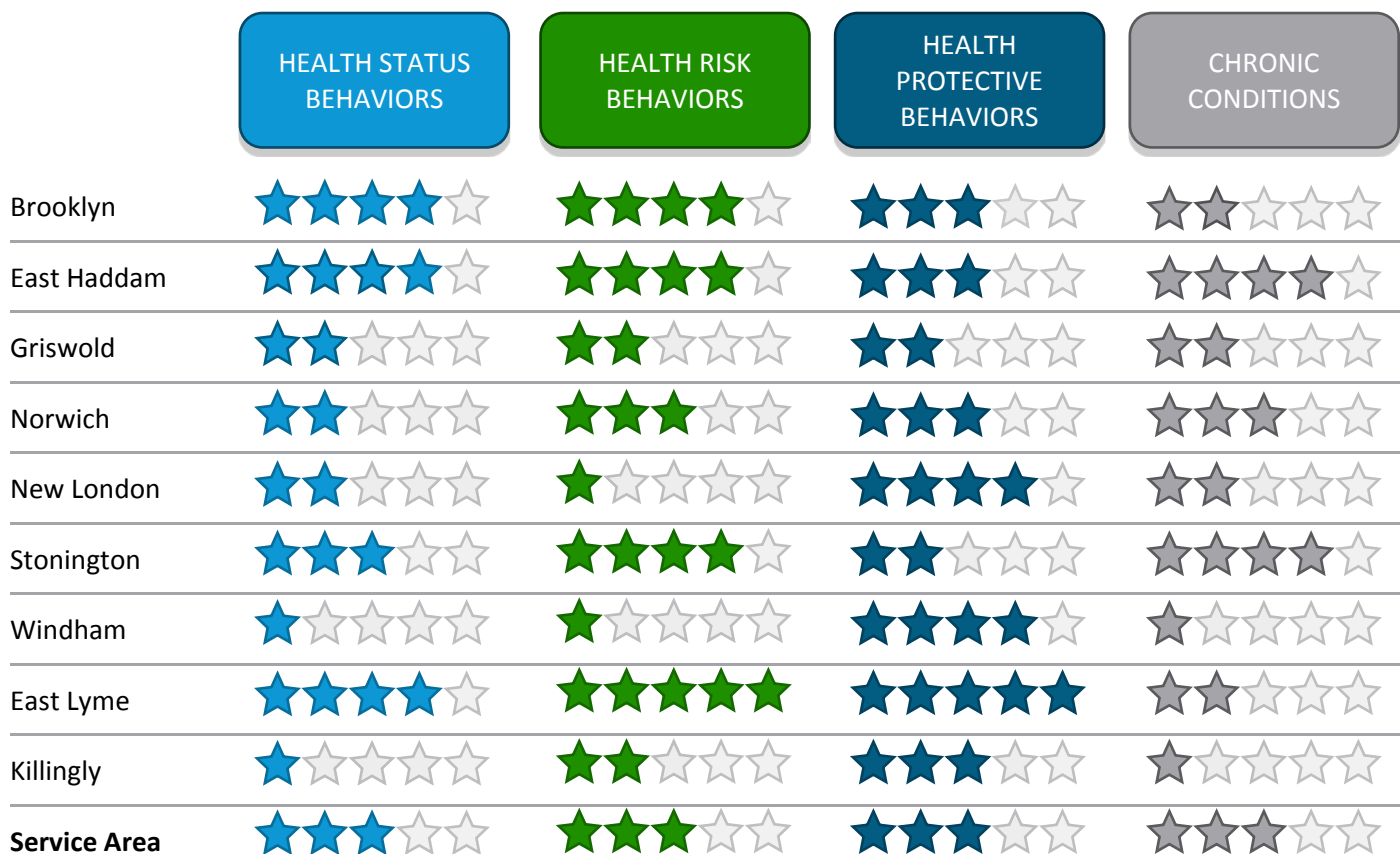 HEALTH STATUS
BEHAVIORS
HEALTH RISK
BEHAVIORS
HEALTH
PROTECTIVE
BEHAVIORS
CHRONIC
CONDITIONS
Brooklyn
East Haddam
Griswold
Norwich
New London
Stonington
Windham
East Lyme
Killingly
Service Area